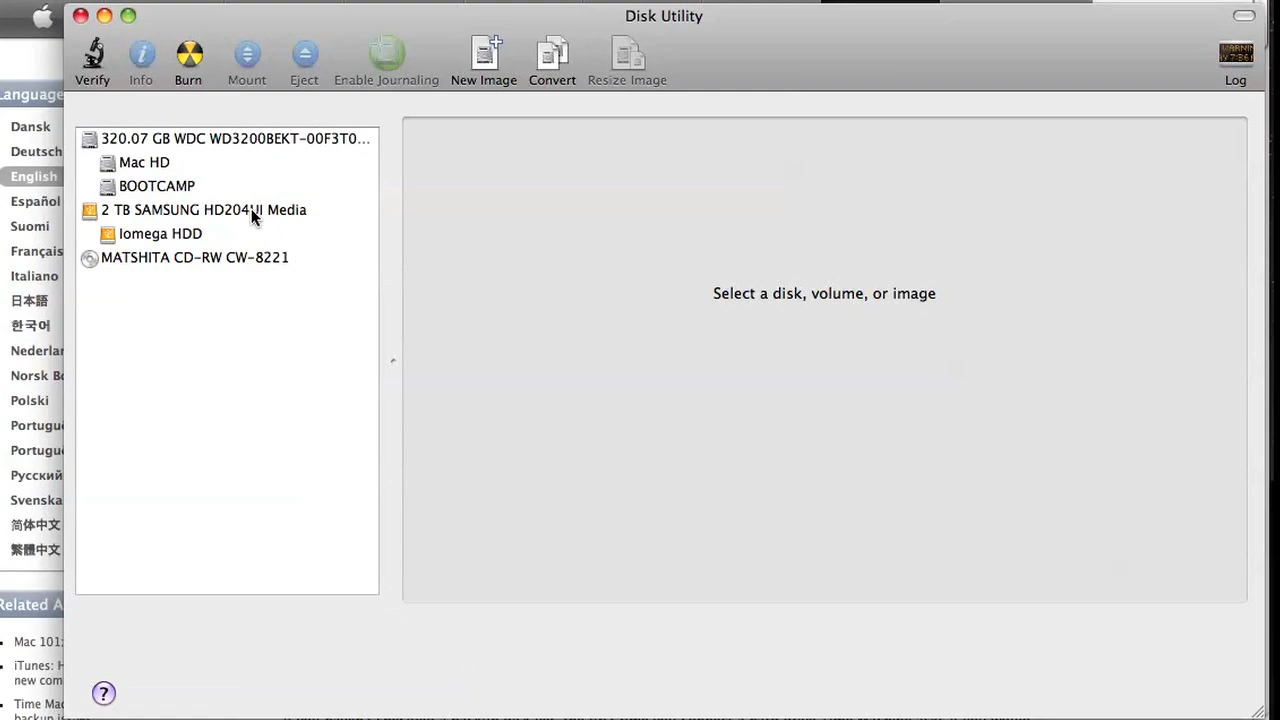 Disk Utility
Verify
Info
Burn
Mount
Eject
Enable Journaling
New Image
Convert
Resize Image
WARNIN
Log
320.07 GB WDC WD3200BEKT-00F3T0...
Mac HD
BOOTCAMP
2 TB SAMSUNG HD204UI Media
Iomega HDD
MATSHITA CD-RW CW-8221
Select a disk, volume, or image
?
Language
Dansk
Deutsch
English
Español
Suomi
Français
Italiano
日本語
한국어
Nederlan
Norsk Bo
Polski
Portugu
Portugu
Русский
Svenska
简体中文
繁體中文
Related A
Mac 101:
iTunes: H
new com
Time Mac